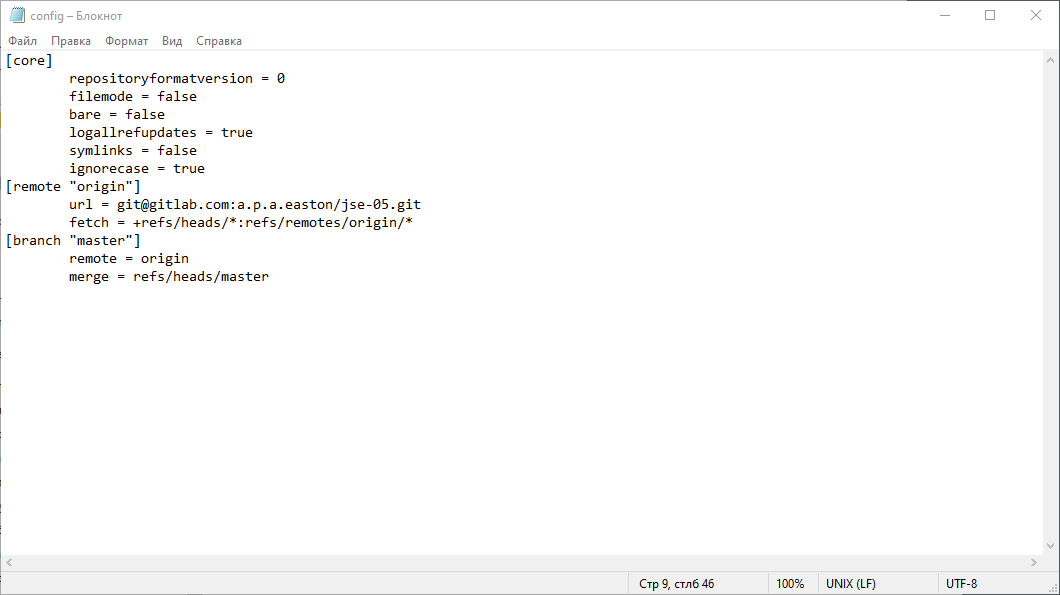 config – Блокнот
Файл Правка Формат Вид Справка
[core]
	repositoryformatversion = 0
	filemode = false
	bare = false
	logallrefupdates = true
	symlinks = false
	ignorecase = true
[remote "origin"]
	url = git@gitlab.com:a.p.a.easton/jse-05.git
	fetch = +refs/heads/*:refs/remotes/origin/*
[branch "master"]
	remote = origin
	merge = refs/heads/master
Стр 9, стлб 46 100% UNIX (LF) UTF-8